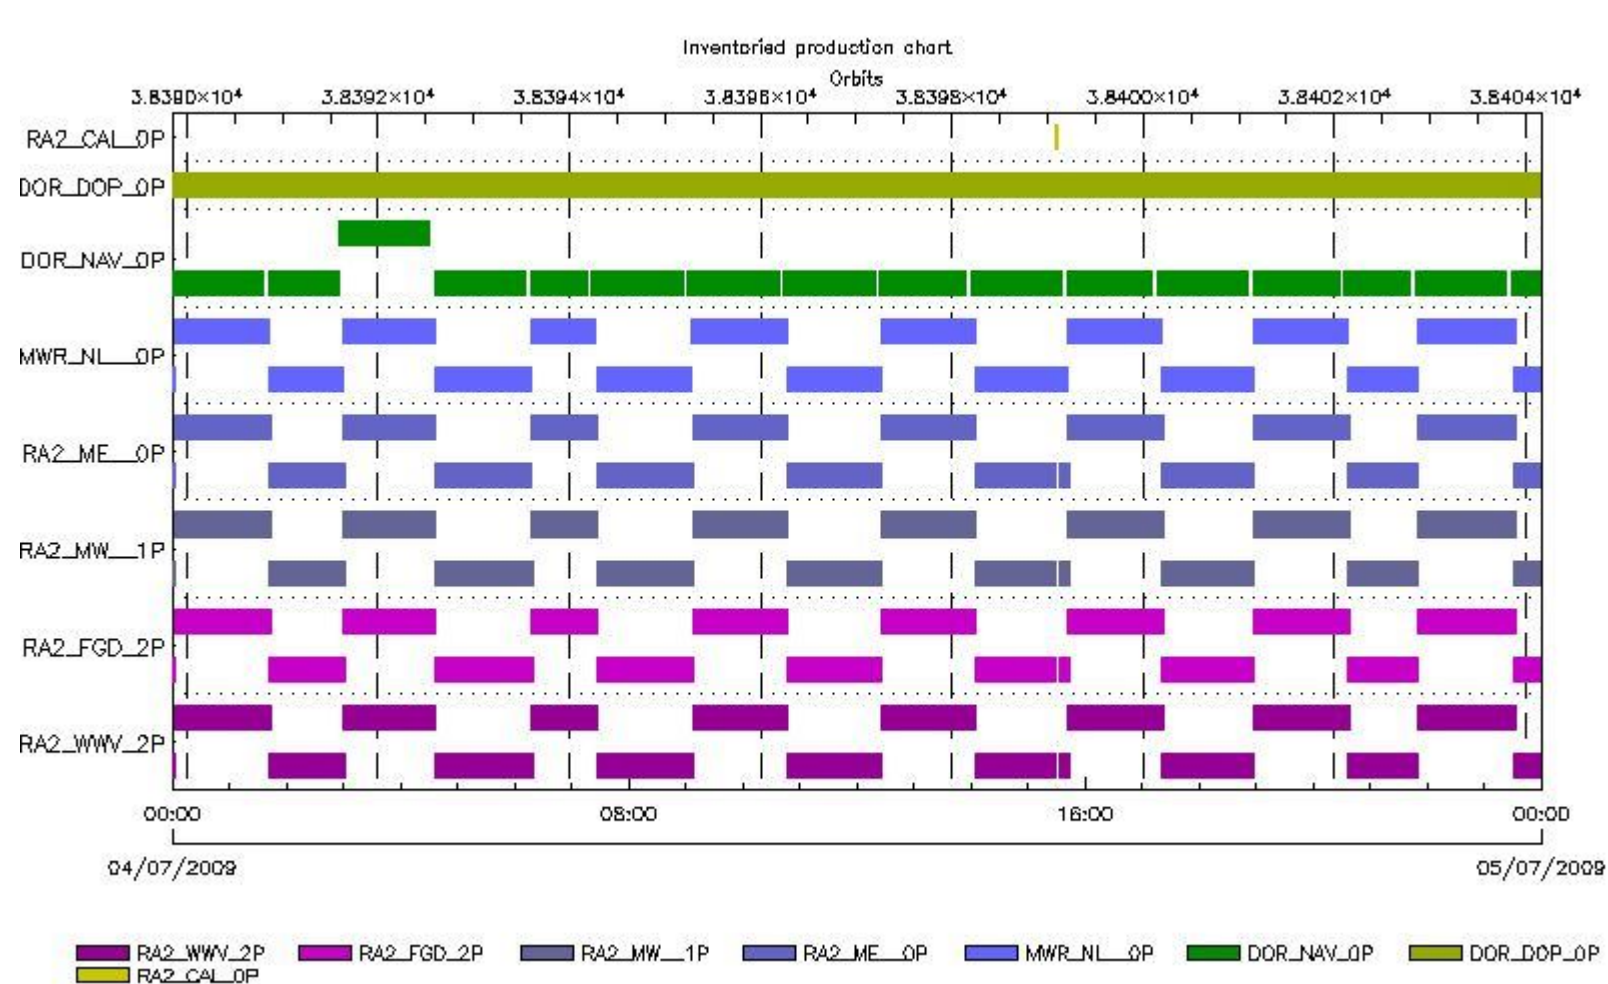 Inventoried production chart
Orbits
3.8390×10⁴ 3.8392×10⁴ 3.8394×10⁴ 3.8396×10⁴ 3.8398×10⁴ 3.8400×10⁴ 3.8402×10⁴ 3.8404×10⁴
RA2_CAL_0P
DOR_DOP_0P
DOR_NAV_0P
MWR_NL__0P
RA2_ME__0P
RA2_MW__1P
RA2_FGD_2P
RA2_WWV_2P
00:00 08:00 16:00 00:00
04/07/2009 05/07/2009
RA2_WWV_2P RA2_FGD_2P RA2_MW__1P RA2_ME__0P MWR_NL__0P DOR_NAV_0P DOR_DOP_0P
RA2_CAL_0P